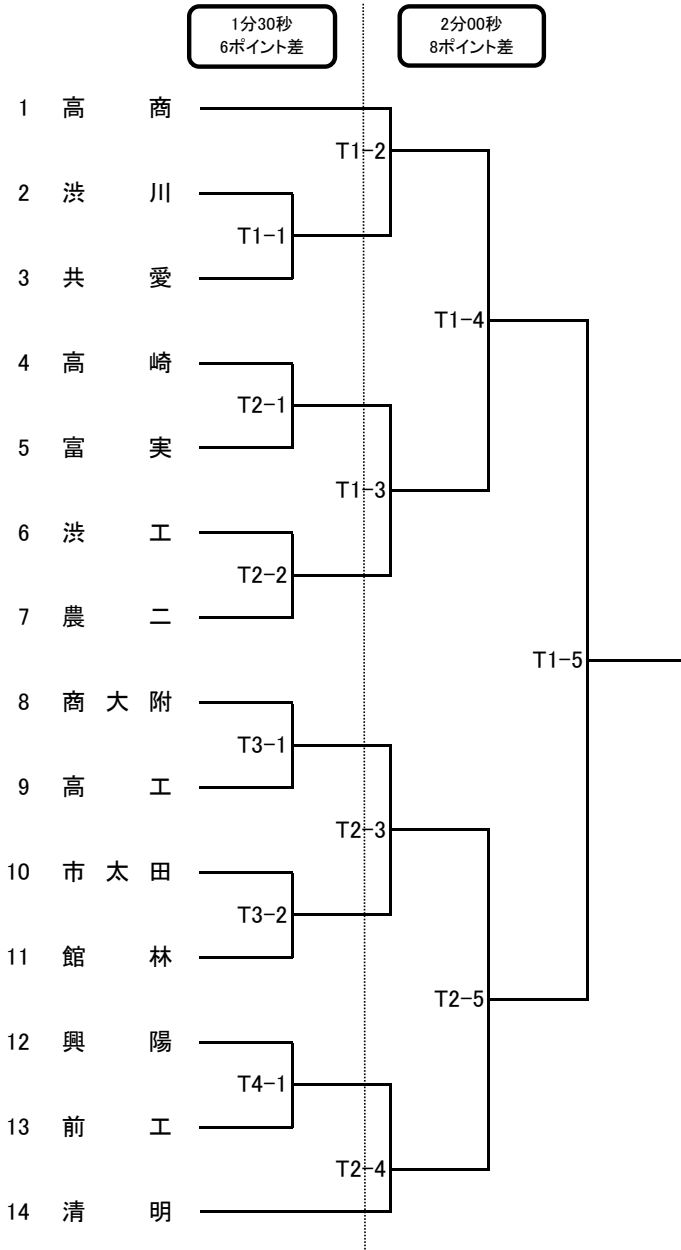 1分30秒
6ポイント差
2分00秒
8ポイント差
1 高 商
T1-2
2 渋 川
T1-1
3 共 愛
T1-4
4 高 崎
T2-1
5 富 実
T1-3
6 渋 工
T2-2
7 農 二
T1-5
8 商 大 附
T3-1
9 高 工
T2-3
10 市 太 田
T3-2
11 館 林
T2-5
12 興 陽
T4-1
13 前 工
T2-4
14 清 明